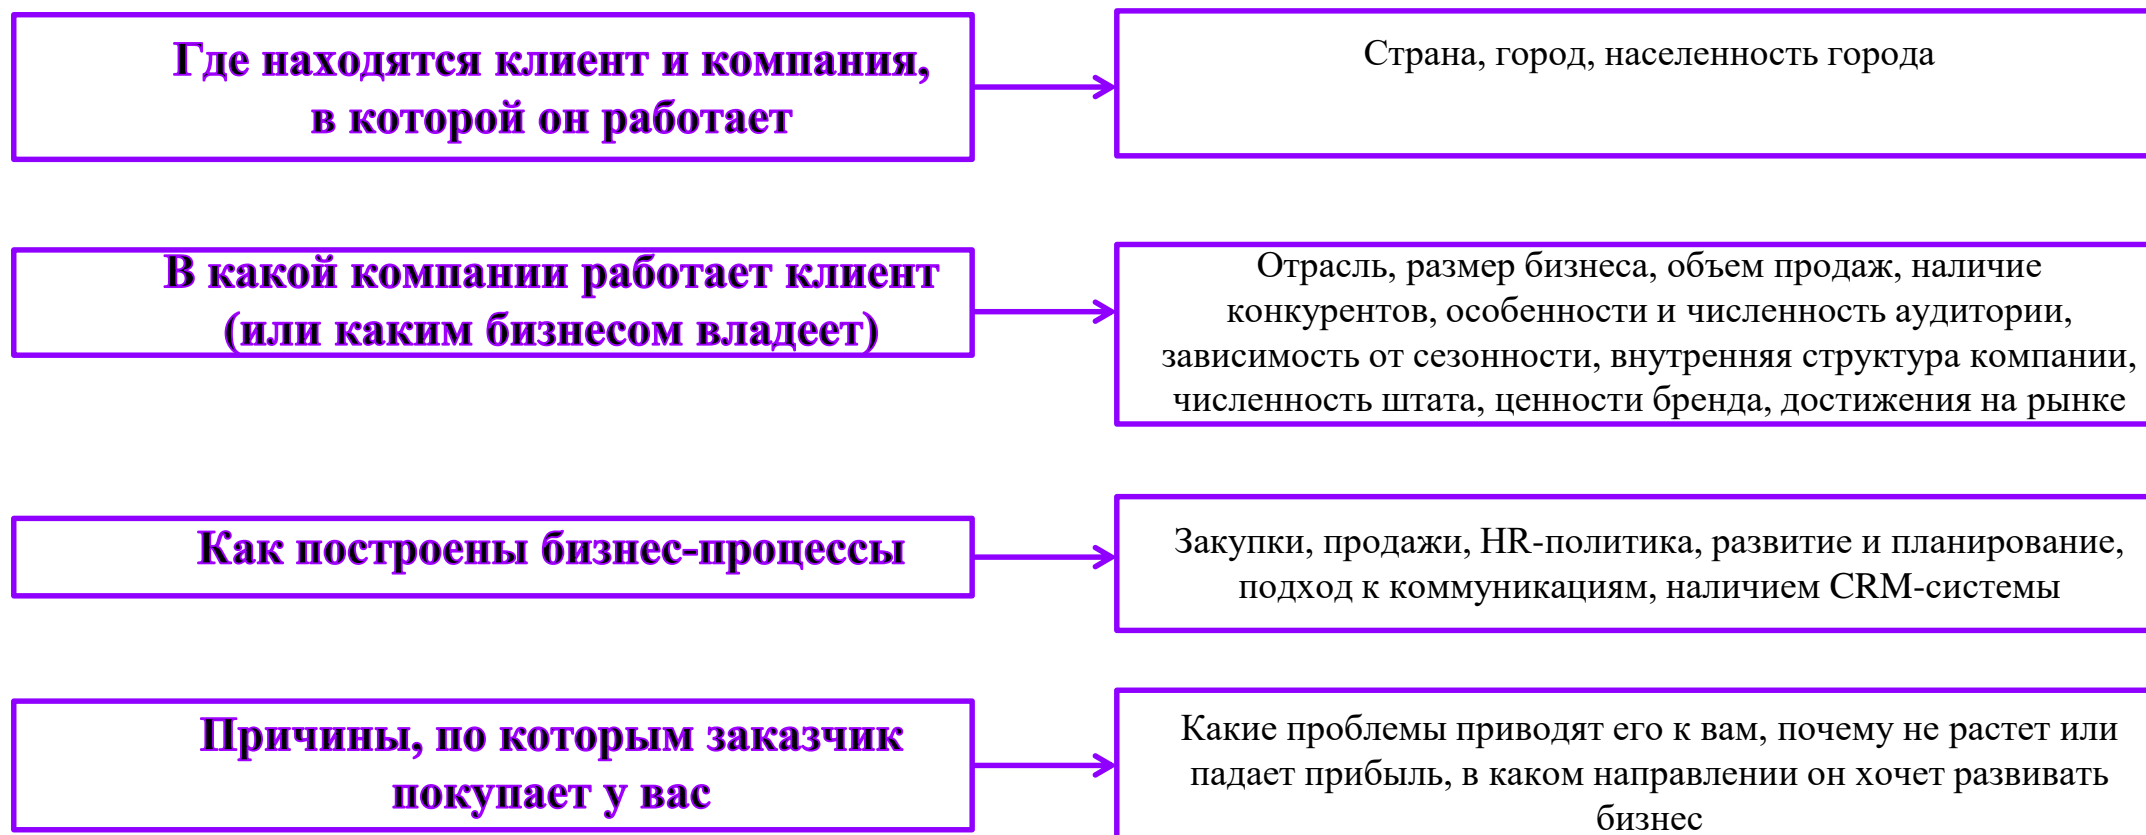 Где находятся клиент и компания,
в которой он работает
Страна, город, населенность города
В какой компании работает клиент
(или каким бизнесом владеет)
Отрасль, размер бизнеса, объем продаж, наличие
конкурентов, особенности и численность аудитории,
зависимость от сезонности, внутренняя структура компании,
численность штата, ценности бренда, достижения на рынке
Как построены бизнес-процессы
Закупки, продажи, HR-политика, развитие и планирование,
подход к коммуникациям, наличием CRM-системы
Причины, по которым заказчик
покупает у вас
Какие проблемы приводят его к вам, почему не растет или
падает прибыль, в каком направлении он хочет развивать
бизнес